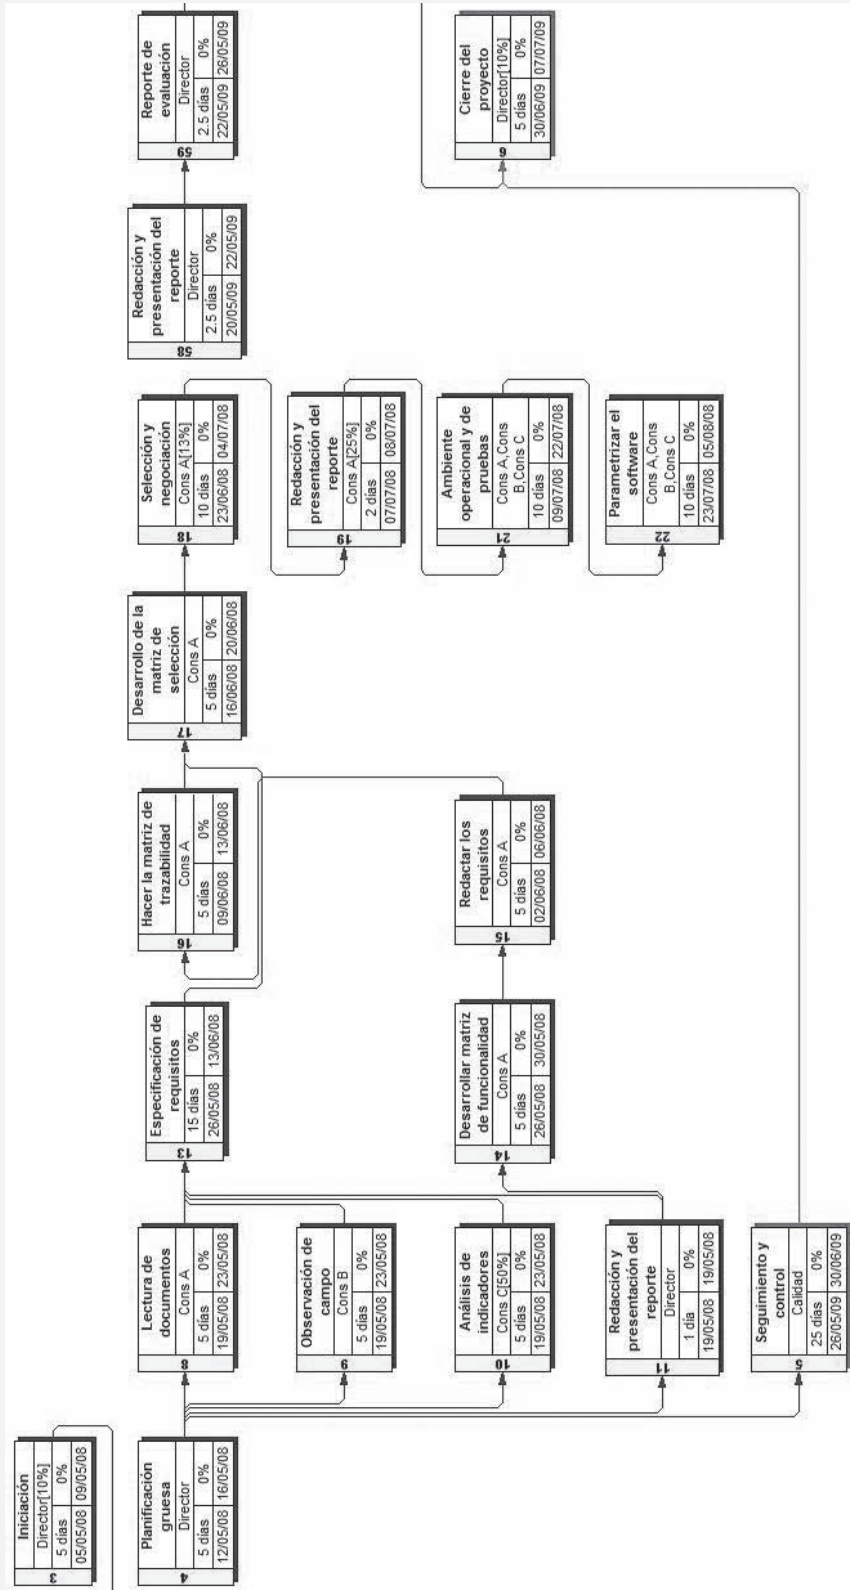 3
Iniciación
Director[10%]
5 días 0%
05/05/08 09/05/08
4
Planificación
gruesa
Director
5 días 0%
12/05/08 16/05/08
8
Lectura de
documentos
Cons A
5 días 0%
19/05/08 23/05/08
9
Observación de
campo
Cons B
5 días 0%
19/05/08 23/05/08
10
Análisis de
indicadores
Cons C[50%]
5 días 0%
19/05/08 23/05/08
11
Redacción y
presentación del
reporte
Director
1 día 0%
19/05/08 19/05/08
5
Seguimiento y
control
Calidad
25 días 0%
26/05/09 30/06/09
13
Especificación de
requisitos
15 días 0%
26/05/08 13/06/08
14
Desarrollar matriz
de funcionalidad
Cons A
5 días 0%
26/05/08 30/05/08
16
Hacer la matriz de
trazabilidad
Cons A
5 días 0%
09/06/08 13/06/08
15
Redactar los
requisitos
Cons A
5 días 0%
02/06/08 06/06/08
17
Desarrollo de la
matriz de
selección
Cons A
5 días 0%
16/06/08 20/06/08
18
Selección y
negociación
Cons A[13%]
10 días 0%
23/06/08 04/07/08
19
Redacción y
presentación del
reporte
Cons A[25%]
2 días 0%
07/07/08 08/07/08
21
Ambiente
operacional y de
pruebas
Cons A,Cons
B,Cons C
10 días 0%
09/07/08 22/07/08
22
Parametrizar el
software
Cons A,Cons
B,Cons C
10 días 0%
23/07/08 05/08/08
58
Redacción y
presentación del
reporte
Director
2.5 días 0%
20/05/09 22/05/09
59
Reporte de
evaluación
Director
2.5 días 0%
22/05/09 26/05/09
6
Cierre del
proyecto
Director[10%]
5 días 0%
30/06/09 07/07/09